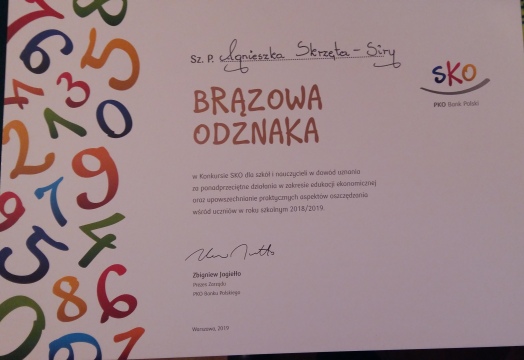 Sz. P. Agnieszka Skrzęta-Siry
SKO
PKO Bank Polski
BRĄZOWA
ODZNAKA
w Konkursie SKO dla szkół i nauczycieli w dowód uznania
za ponadprzeciętne działania w zakresie edukacji ekonomicznej
oraz upowszechnianie praktycznych aspektów oszczędzania
wśród uczniów w roku szkolnym 2018/2019.
Zbigniew Jagiełło
Prezes Zarządu
PKO Banku Polskiego
Warszawa, 2019